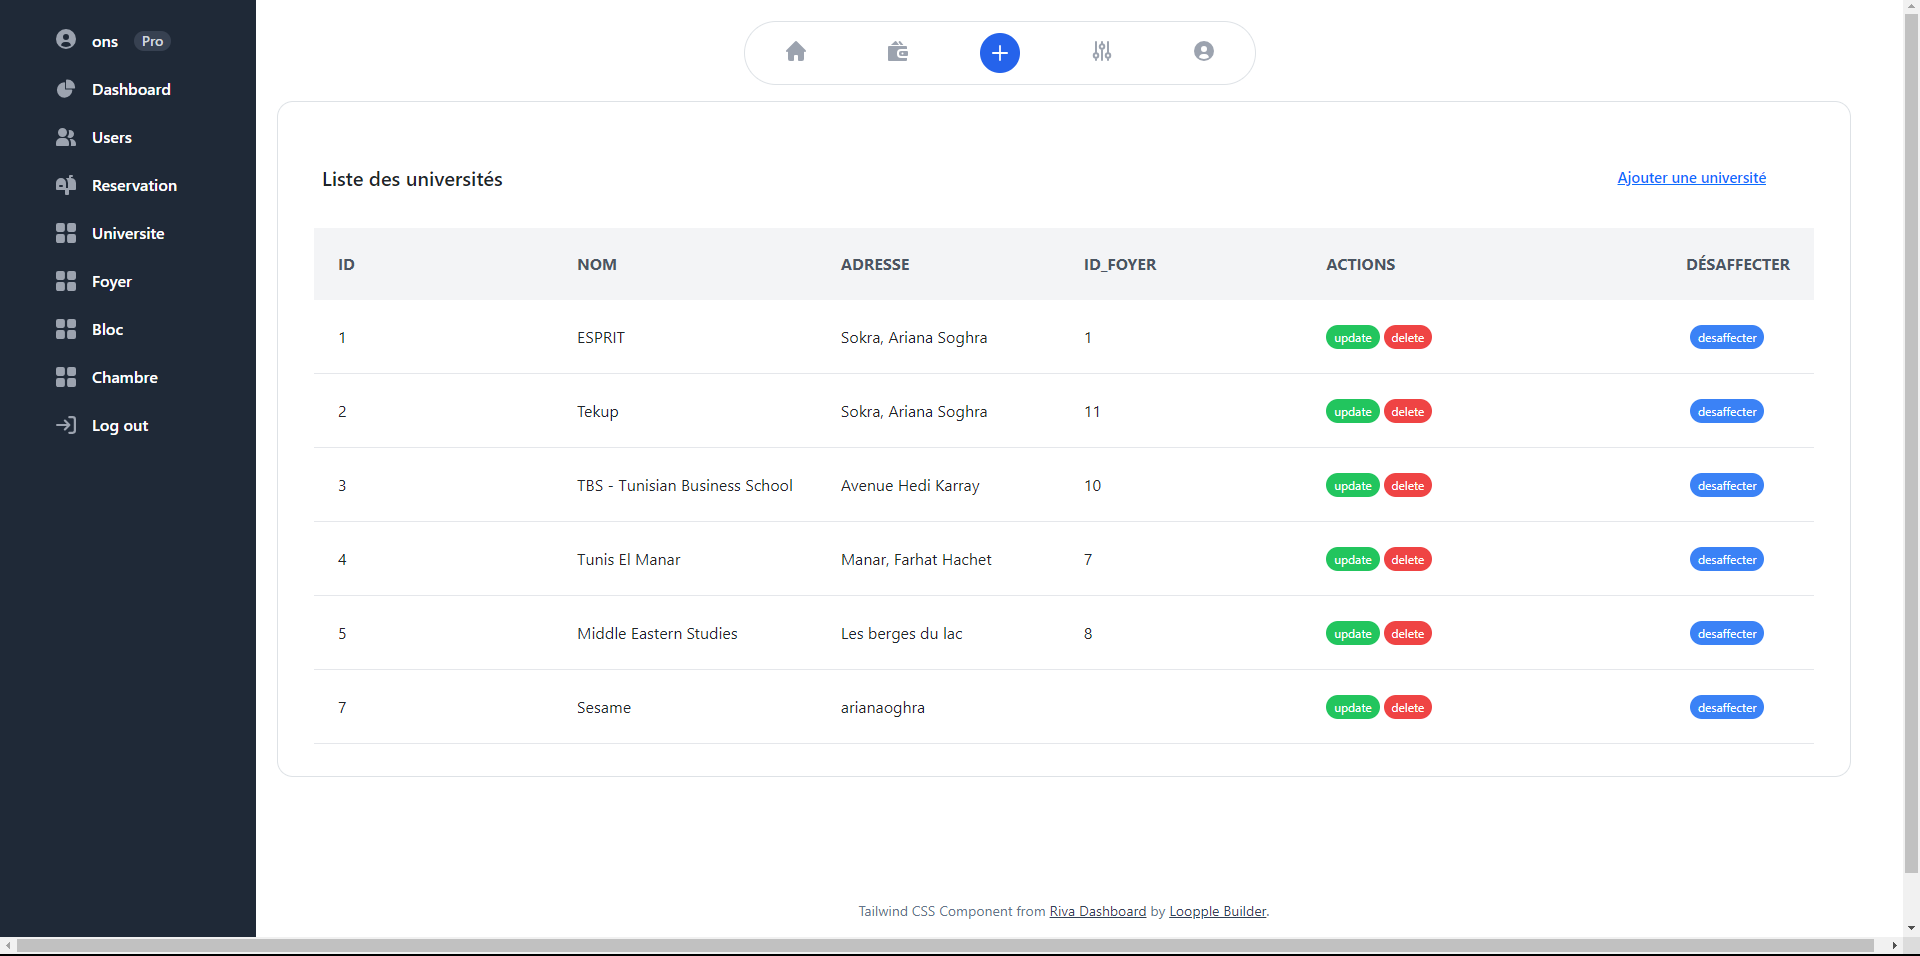 ons Pro
Dashboard
Users
Reservation
Universite
Foyer
Bloc
Chambre
Log out
Liste des universités
Ajouter une université
ID NOM ADRESSE ID_FOYER ACTIONS DÉSAFFECTER
1 ESPRIT Sokra, Ariana Soghra 1 update delete desaffecter
2 Tekup Sokra, Ariana Soghra 11 update delete desaffecter
3 TBS - Tunisian Business School Avenue Hedi Karray 10 update delete desaffecter
4 Tunis El Manar Manar, Farhat Hachet 7 update delete desaffecter
5 Middle Eastern Studies Les berges du lac 8 update delete desaffecter
7 Sesame arianaoghra update delete desaffecter
Tailwind CSS Component from Riva Dashboard by Loopple Builder.